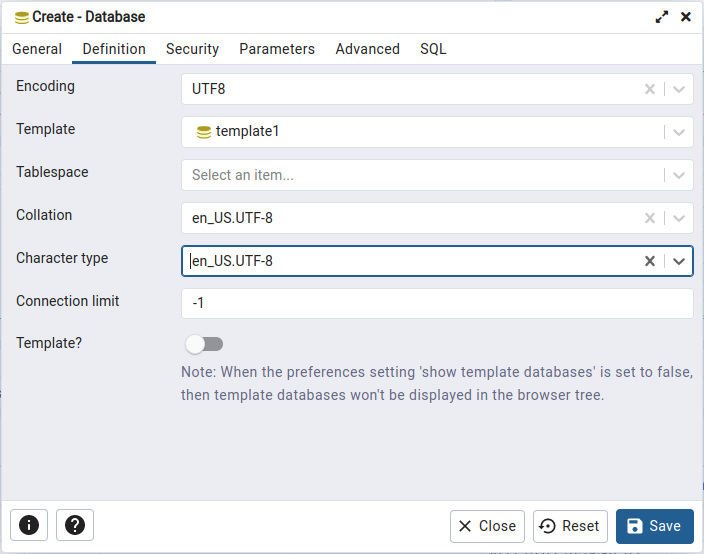 Create - Database
General Definition Security Parameters Advanced SQL
Encoding UTF8
Template template1
Tablespace Select an item...
Collation en_US.UTF-8
Character type en_US.UTF-8
Connection limit -1
Template?
Note: When the preferences setting 'show template databases' is set to false,
then template databases won't be displayed in the browser tree.
Close Reset Save